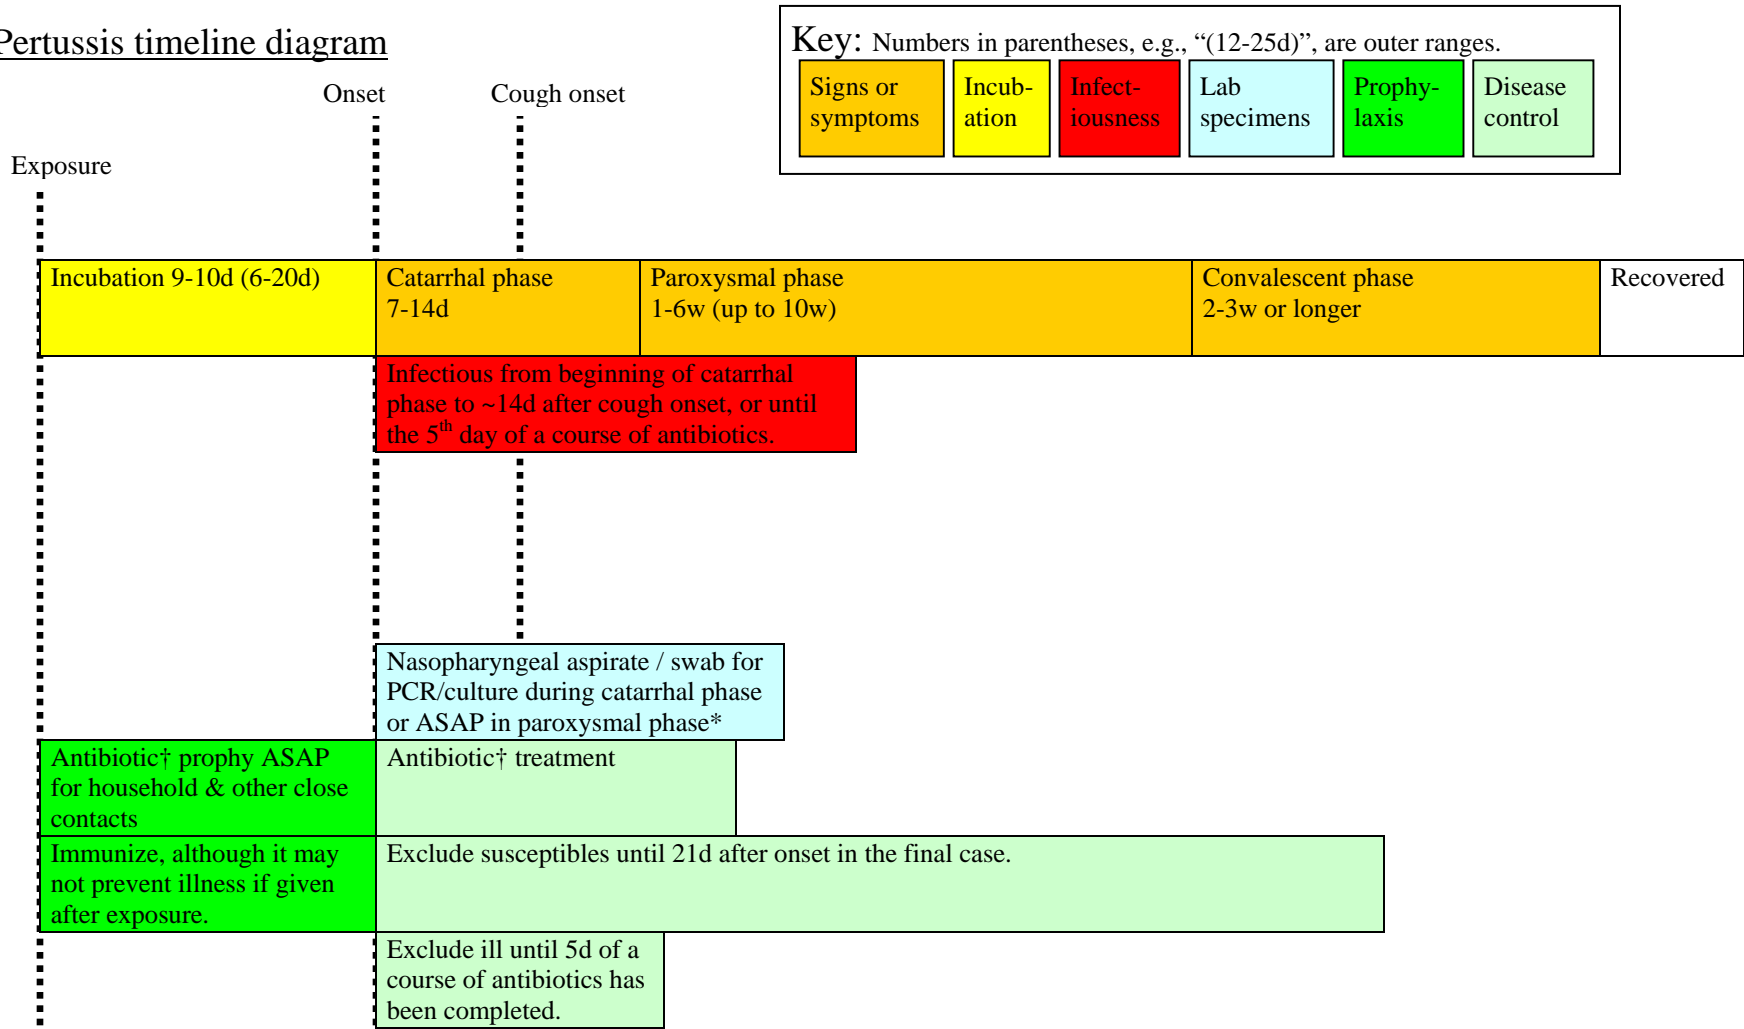 Pertussis timeline diagram
Key: Numbers in parentheses, e.g., “(12-25d)”, are outer ranges.
Signs or
symptoms
Incub-
ation
Infect-
iousness
Lab
specimens
Prophy-
laxis
Disease
control
Onset
Cough onset
Exposure
Incubation 9-10d (6-20d)
Catarrhal phase
7-14d
Paroxysmal phase
1-6w (up to 10w)
Convalescent phase
2-3w or longer
Recovered
Infectious from beginning of catarrhal
phase to ~14d after cough onset, or until
the 5th day of a course of antibiotics.
Nasopharyngeal aspirate / swab for
PCR/culture during catarrhal phase
or ASAP in paroxysmal phase*
Antibiotic† prophy ASAP
for household & other close
contacts
Antibiotic† treatment
Immunize, although it may
not prevent illness if given
after exposure.
Exclude susceptibles until 21d after onset in the final case.
Exclude ill until 5d of a
course of antibiotics has
been completed.